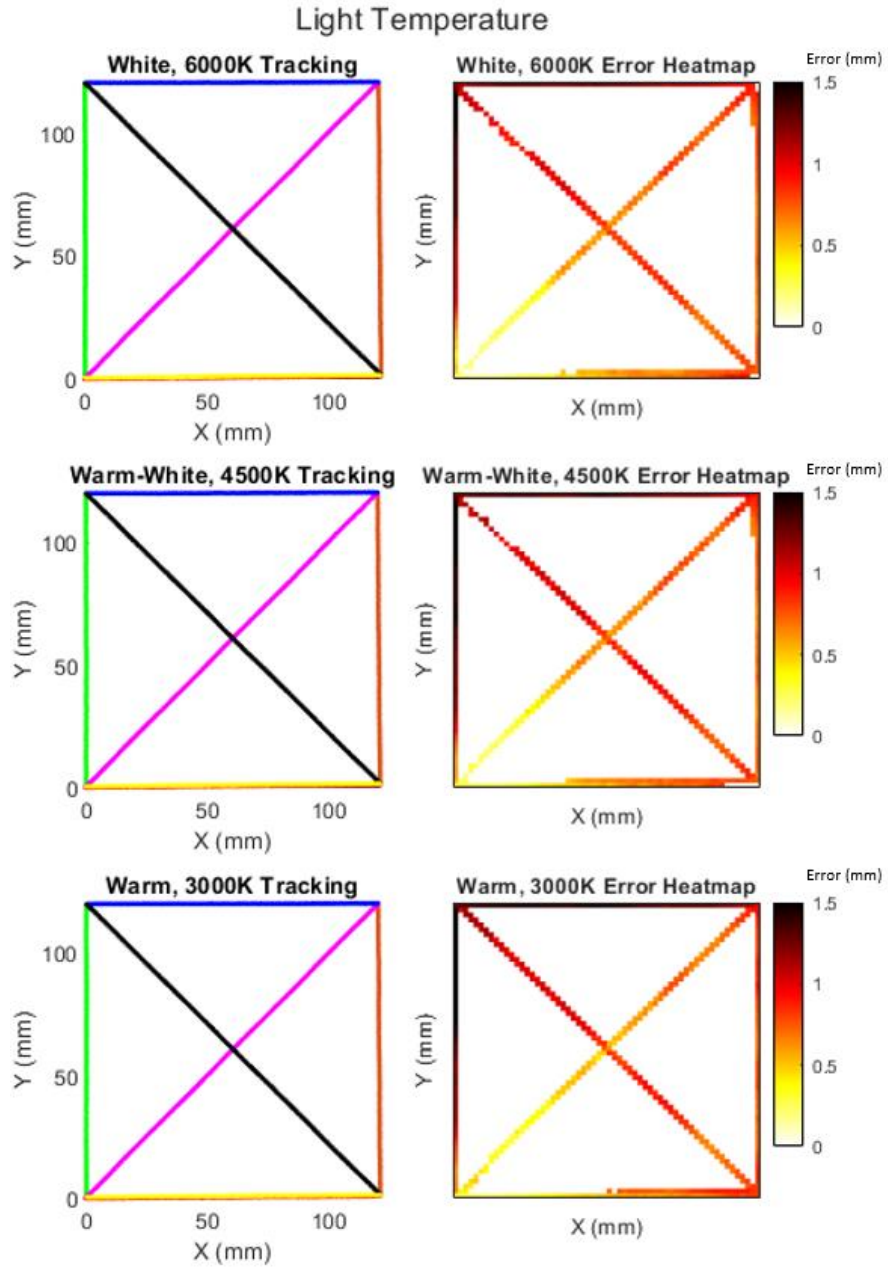 Light Temperature
White, 6000K Tracking
White, 6000K Error Heatmap
Error (mm)
Y (mm)
100
50
0
0 50 100
X (mm)
Y (mm)
X (mm)
1.5
1
0.5
0
Warm-White, 4500K Tracking
Warm-White, 4500K Error Heatmap
Error (mm)
Y (mm)
100
50
0
0 50 100
X (mm)
Y (mm)
X (mm)
1.5
1
0.5
0
Warm, 3000K Tracking
Warm, 3000K Error Heatmap
Error (mm)
Y (mm)
100
50
0
0 50 100
X (mm)
Y (mm)
X (mm)
1.5
1
0.5
0